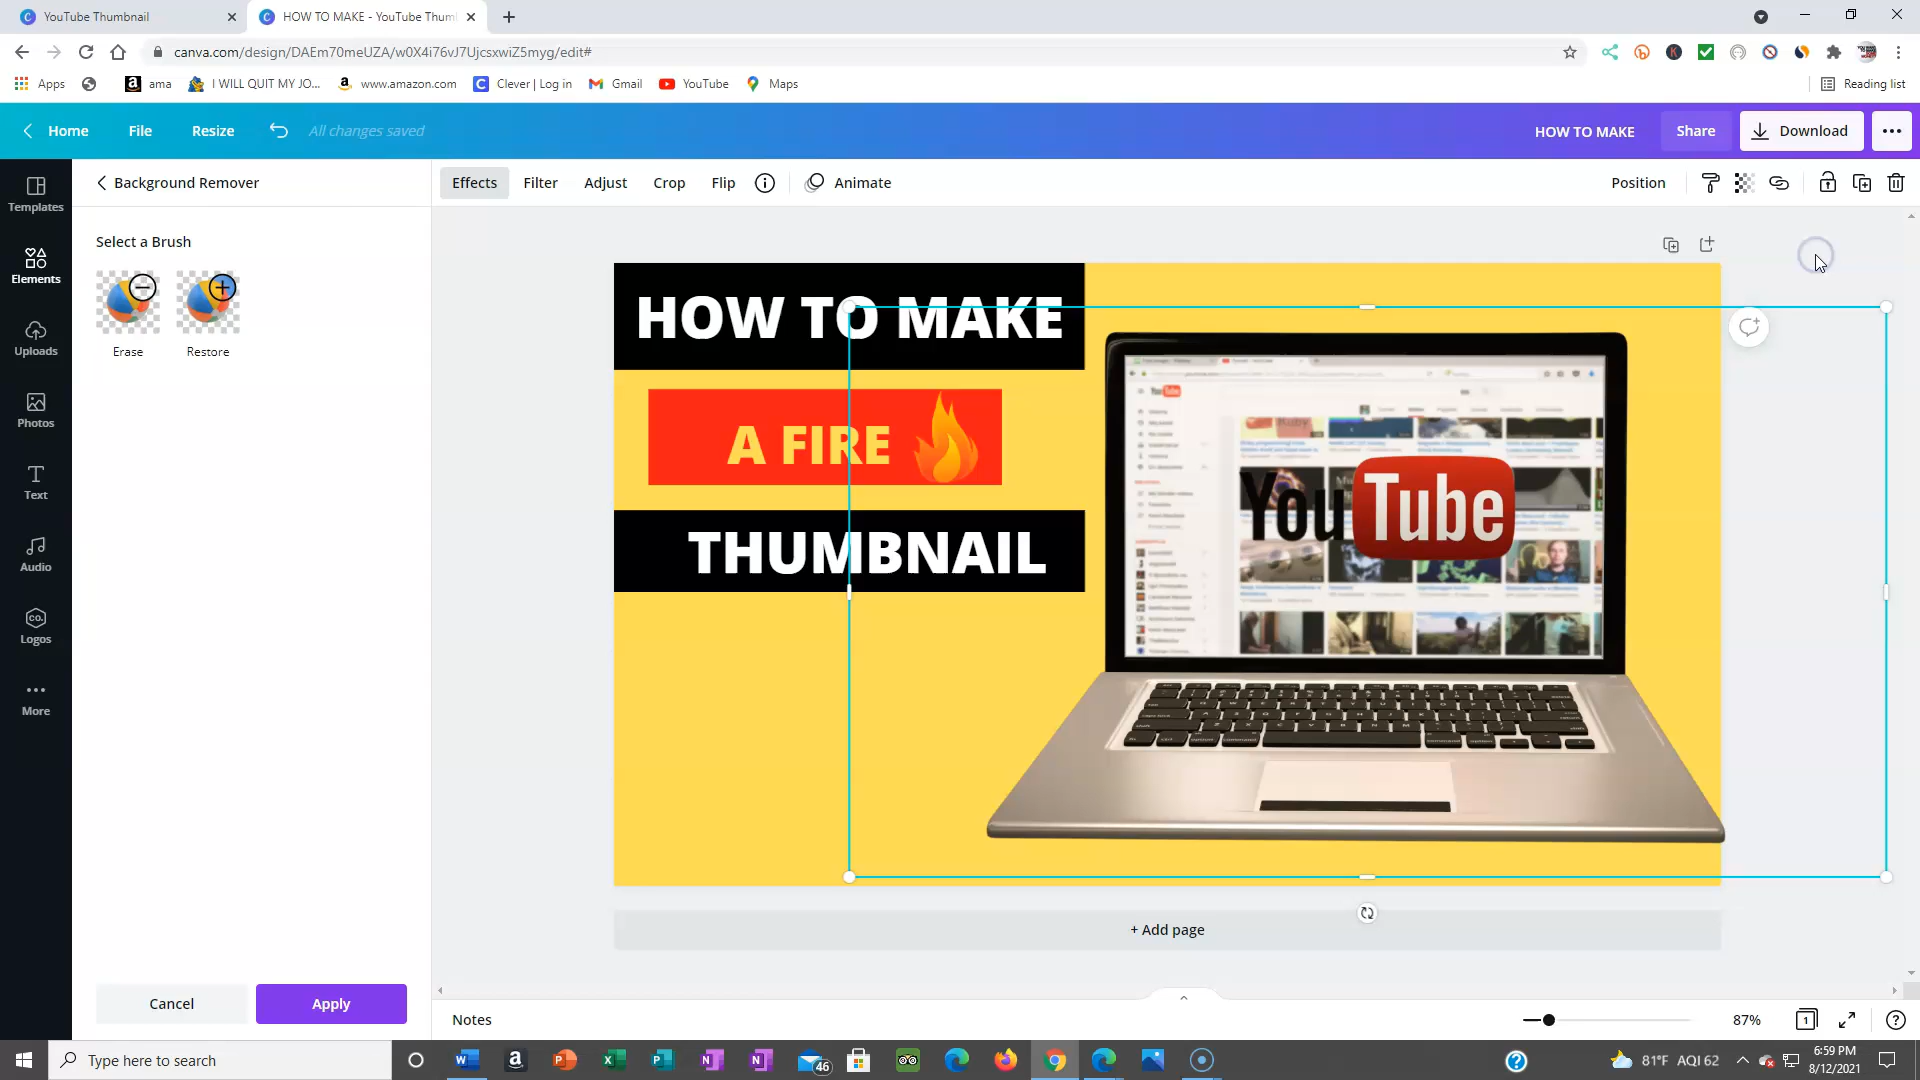 YouTube Thumbnail
HOW TO MAKE - YouTube Thum
canva.com/design/DAEm70meUZA/w0X4i76vJ7UjcsxwiZ5myg/edit#
Apps ama I WILL QUIT MY JO... www.amazon.com Clever | Log in Gmail YouTube Maps Reading list
Home File Resize All changes saved HOW TO MAKE Share Download
Background Remover
Effects Filter Adjust Crop Flip Animate Position
Templates
Elements
Uploads
Photos
Text
Audio
CO.
Logos
More
Select a Brush
Erase Restore
HOW TO MAKE
A FIRE
THUMBNAIL
YouTube
+ Add page
Cancel Apply
Notes 87% 1
Type here to search
46
81°F AQI 62
6:59 PM
8/12/2021